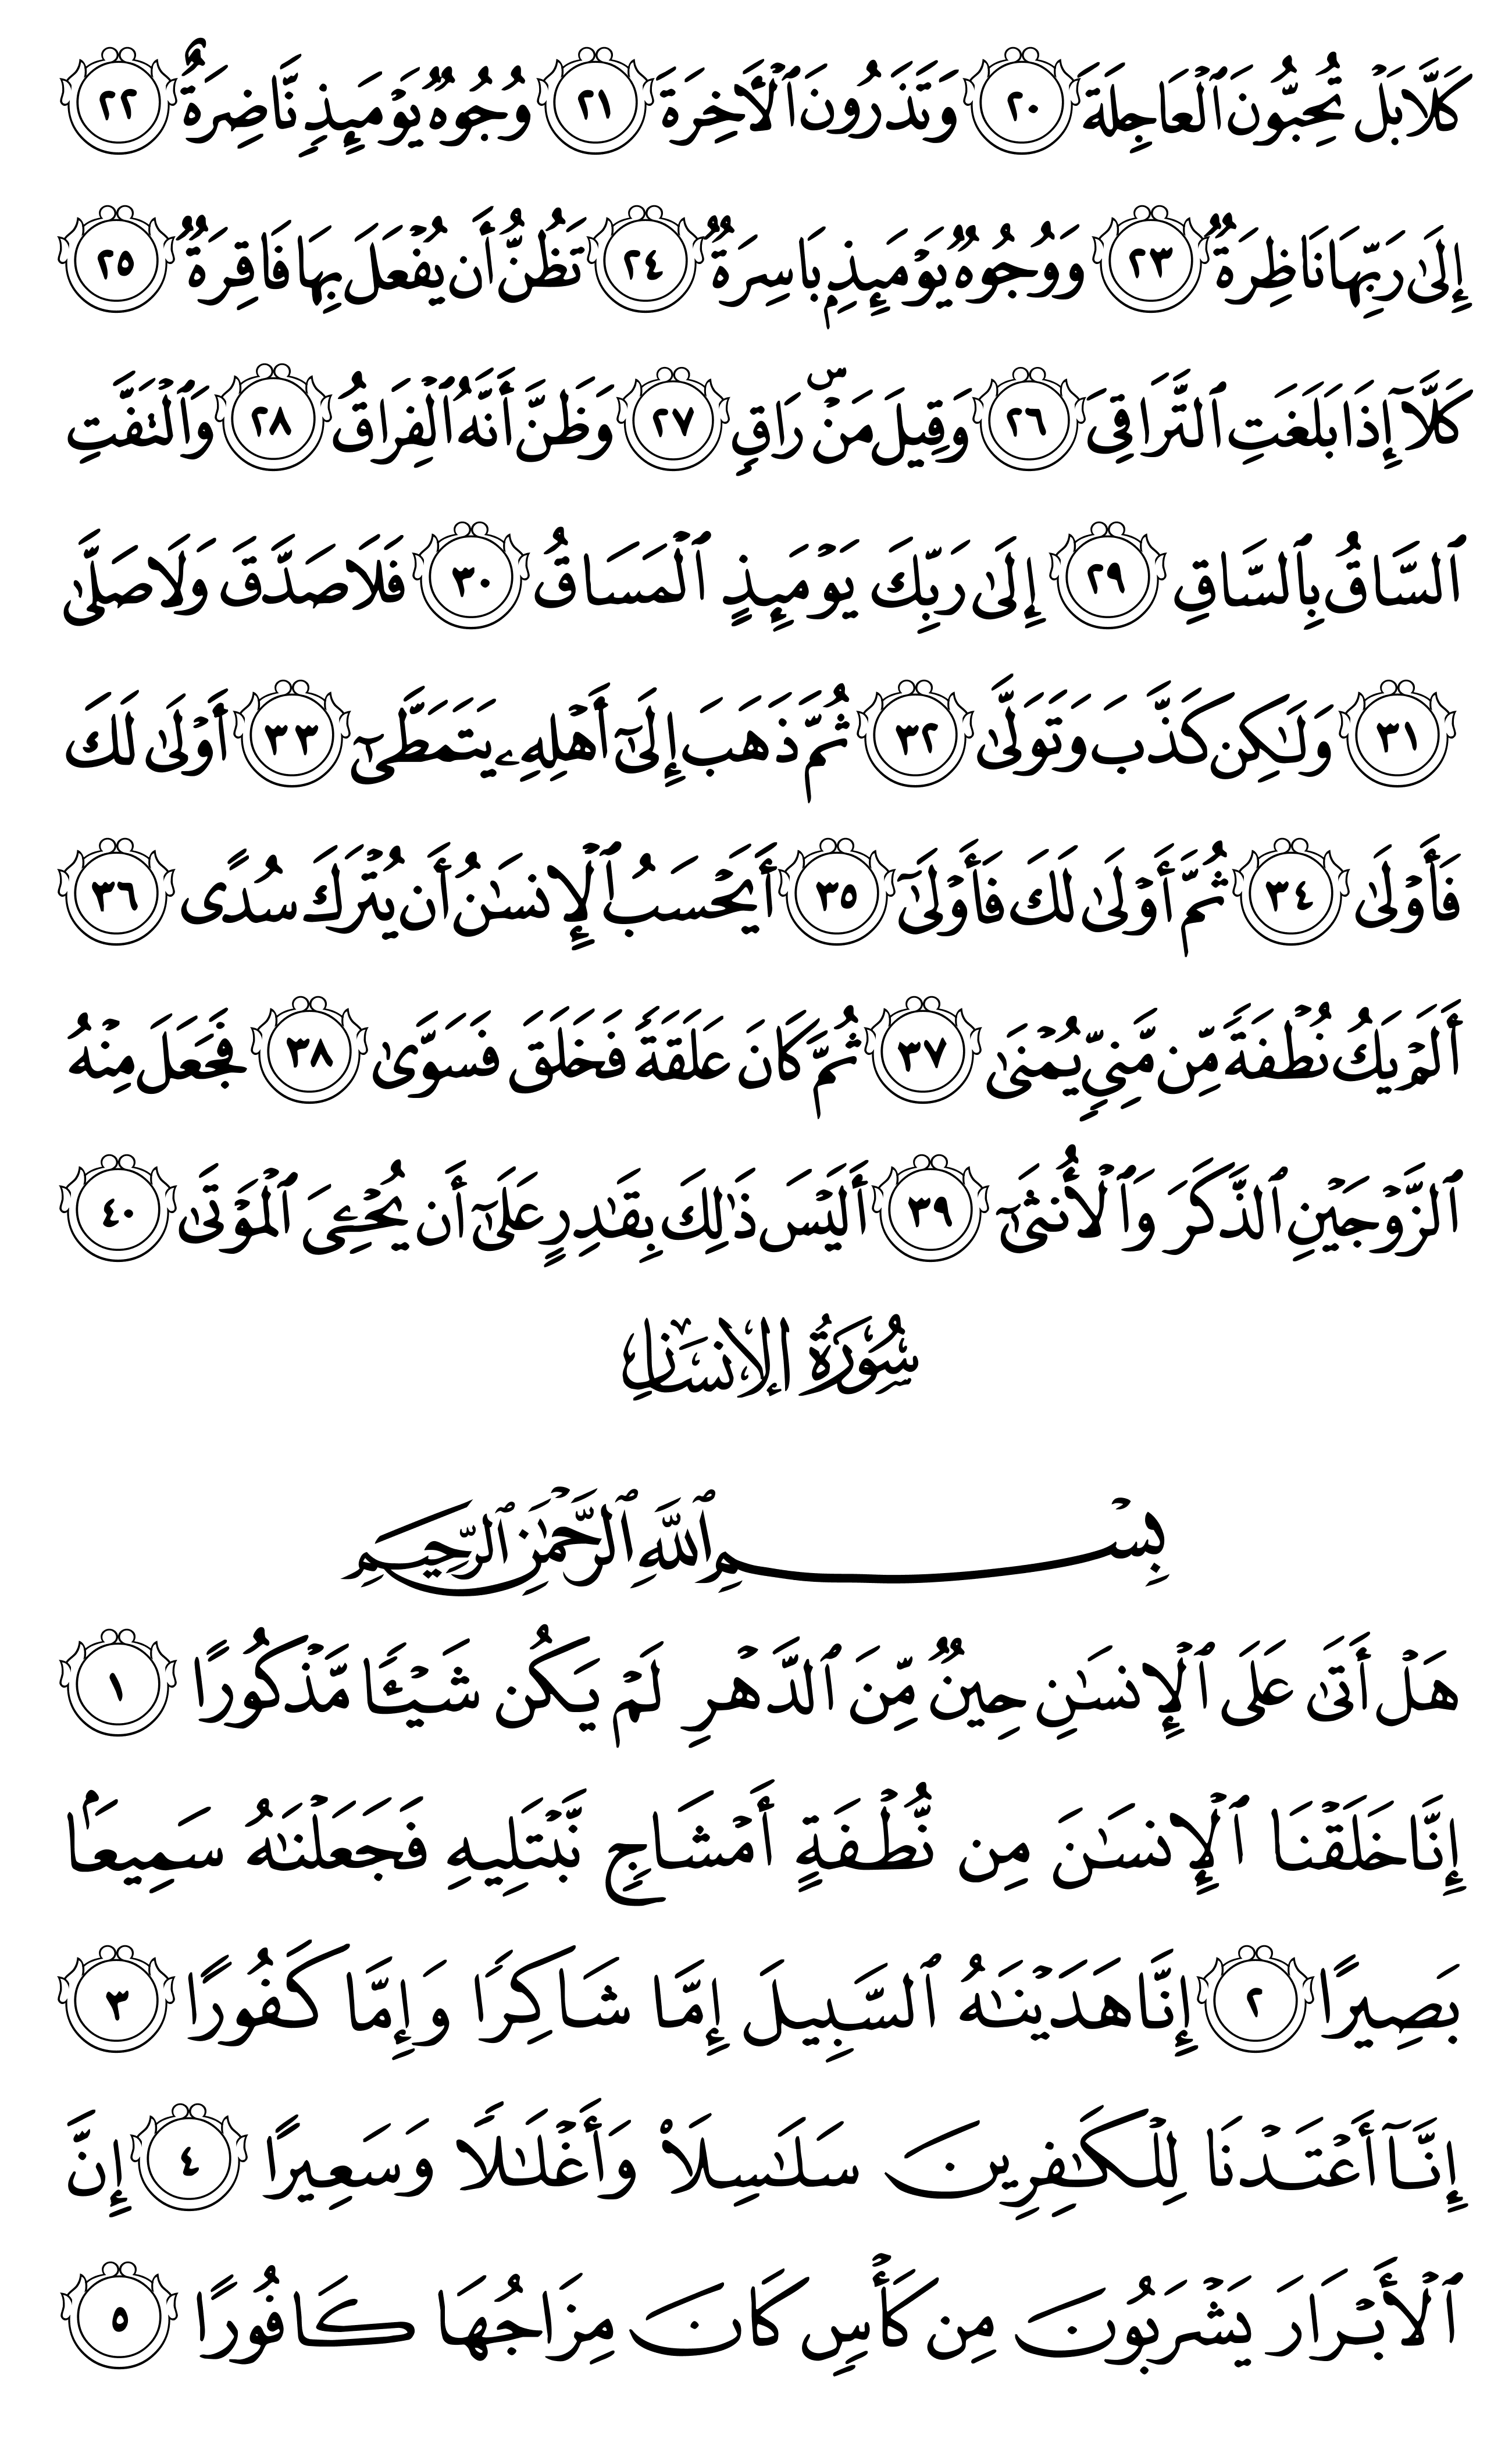 كَلَّا بَلۡ تُحِبُّونَ ٱلۡعَاجِلَةَ ٢٠ وَتَذَرُونَ ٱلۡأٓخِرَةَ ٢١ وُجُوهٞ يَوۡمَئِذٖ نَّاضِرَةٌ ٢٢
إِلَىٰ رَبِّهَا نَاظِرَةٞ ٢٣ وَوُجُوهٞ يَوۡمَئِذِۭ بَاسِرَةٞ ٢٤ تَظُنُّ أَن يُفۡعَلَ بِهَا فَاقِرَةٞ ٢٥
كَلَّآ إِذَا بَلَغَتِ ٱلتَّرَاقِيَ ٢٦ وَقِيلَ مَنۡۜ رَاقٖ ٢٧ وَظَنَّ أَنَّهُ ٱلۡفِرَاقُ ٢٨ وَٱلۡتَفَّتِ
ٱلسَّاقُ بِٱلسَّاقِ ٢٩ إِلَىٰ رَبِّكَ يَوۡمَئِذٍ ٱلۡمَسَاقُ ٣٠ فَلَا صَدَّقَ وَلَا صَلَّىٰ
٣١ وَلَٰكِن كَذَّبَ وَتَوَلَّىٰ ٣٢ ثُمَّ ذَهَبَ إِلَىٰٓ أَهۡلِهِۦ يَتَمَطَّىٰٓ ٣٣ أَوۡلَىٰ لَكَ
فَأَوۡلَىٰ ٣٤ ثُمَّ أَوۡلَىٰ لَكَ فَأَوۡلَىٰٓ ٣٥ أَيَحۡسَبُ ٱلۡإِنسَٰنُ أَن يُتۡرَكَ سُدًى ٣٦
أَلَمۡ يَكُ نُطۡفَةٗ مِّن مَّنِيّٖ يُمۡنَىٰ ٣٧ ثُمَّ كَانَ عَلَقَةٗ فَخَلَقَ فَسَوَّىٰ ٣٨ فَجَعَلَ مِنۡهُ
ٱلزَّوۡجَيۡنِ ٱلذَّكَرَ وَٱلۡأُنثَىٰٓ ٣٩ أَلَيۡسَ ذَٰلِكَ بِقَٰدِرٍ عَلَىٰٓ أَن يُحۡـِۧيَ ٱلۡمَوۡتَىٰ ٤٠
سُورَةُ الإِنسَانِ
بِسۡمِ ٱللَّهِ ٱلرَّحۡمَٰنِ ٱلرَّحِيمِ
هَلۡ أَتَىٰ عَلَى ٱلۡإِنسَٰنِ حِينٞ مِّنَ ٱلدَّهۡرِ لَمۡ يَكُن شَيۡـٔٗا مَّذۡكُورًا ١
إِنَّا خَلَقۡنَا ٱلۡإِنسَٰنَ مِن نُّطۡفَةٍ أَمۡشَاجٖ نَّبۡتَلِيهِ فَجَعَلۡنَٰهُ سَمِيعَۢا
بَصِيرًا ٢ إِنَّا هَدَيۡنَٰهُ ٱلسَّبِيلَ إِمَّا شَاكِرٗا وَإِمَّا كَفُورًا ٣
إِنَّآ أَعۡتَدۡنَا لِلۡكَٰفِرِينَ سَلَٰسِلَاْ وَأَغۡلَٰلٗا وَسَعِيرًا ٤ إِنَّ
ٱلۡأَبۡرَارَ يَشۡرَبُونَ مِن كَأۡسٖ كَانَ مِزَاجُهَا كَافُورًا ٥